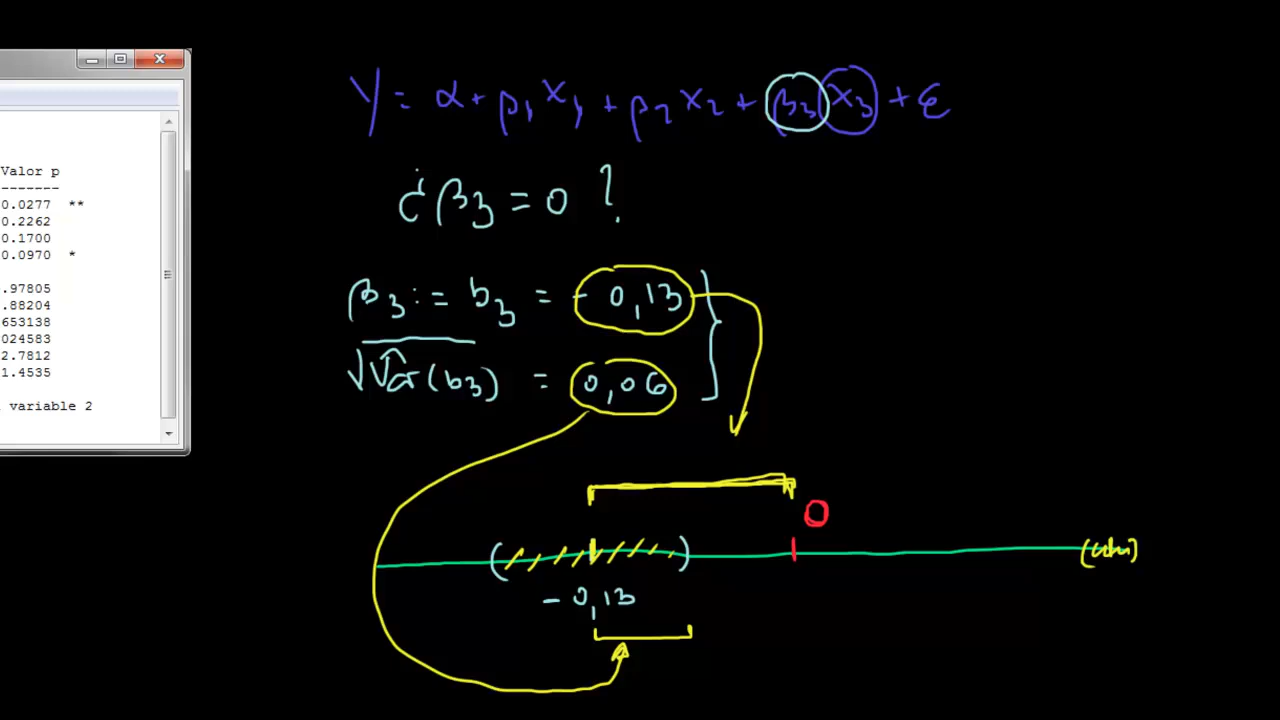 Y = α + β₁ X₁ + β₂ X₂ + β₃ X₃ + ε
¿ β₃ = 0 ?
β₃ := b₃ = - 0,13
√Vâr(b₃) = 0,06
0
- 0,13
Valor p
-------
0.0277 **
0.2262
0.1700
0.0970 *
.97805
.88204
653138
024583
2.7812
1.4535
variable 2